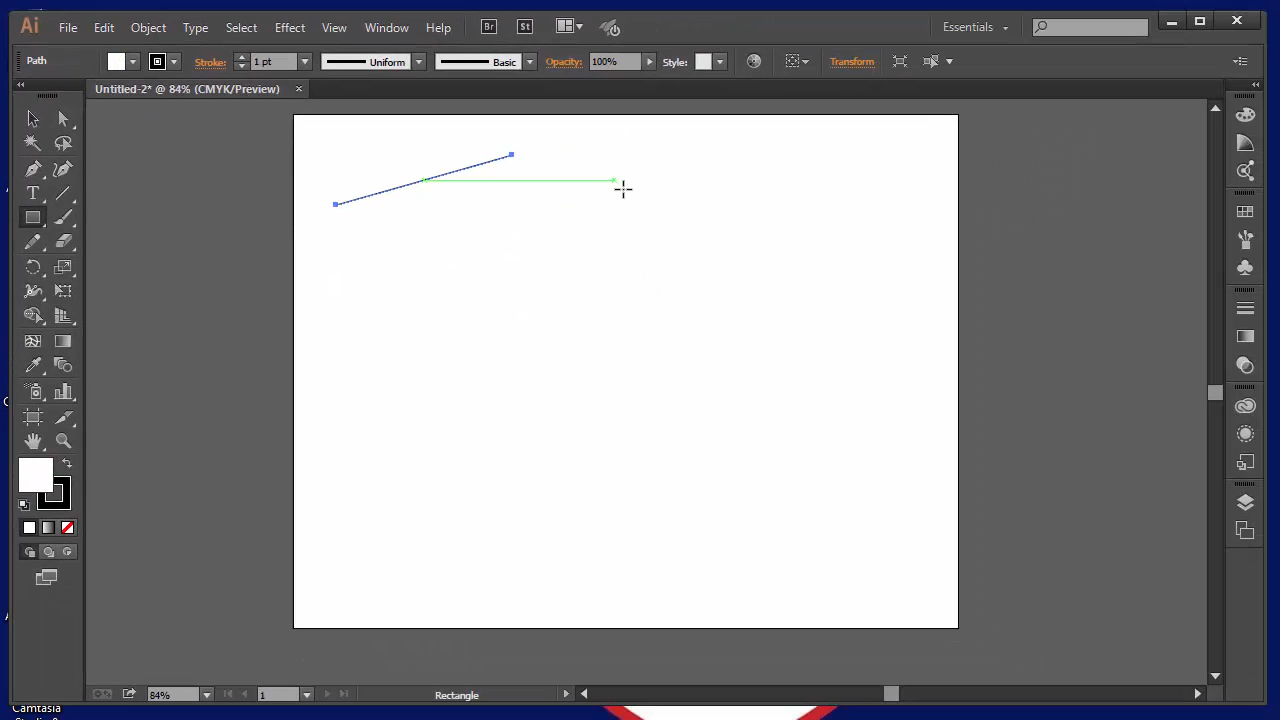 Ai File Edit Object Type Select Effect View Window Help Br St Essentials
Path Stroke: 1 pt Uniform Basic Opacity: 100% Style: Transform
Untitled-2* @ 84% (CMYK/Preview)
T
84% 1 Rectangle
Camtasia